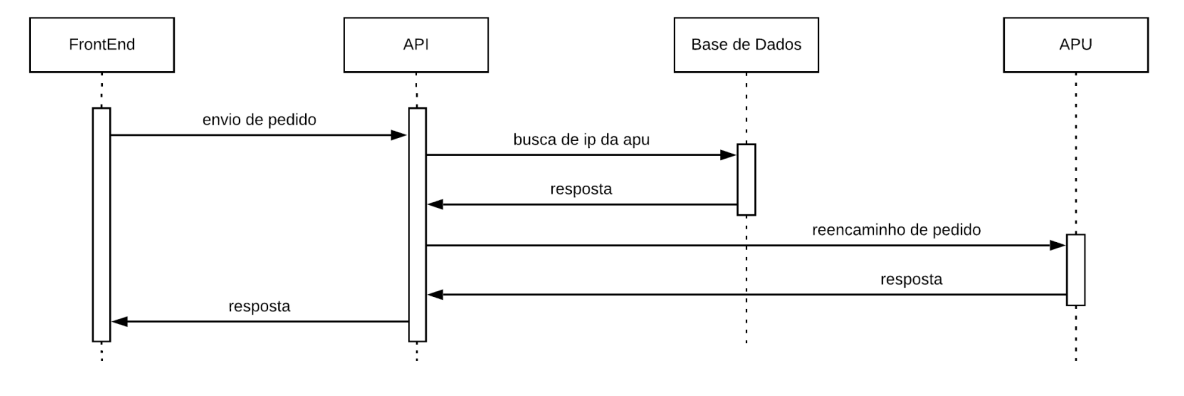 FrontEnd
API
Base de Dados
APU
envio de pedido
busca de ip da apu
resposta
reencaminho de pedido
resposta
resposta